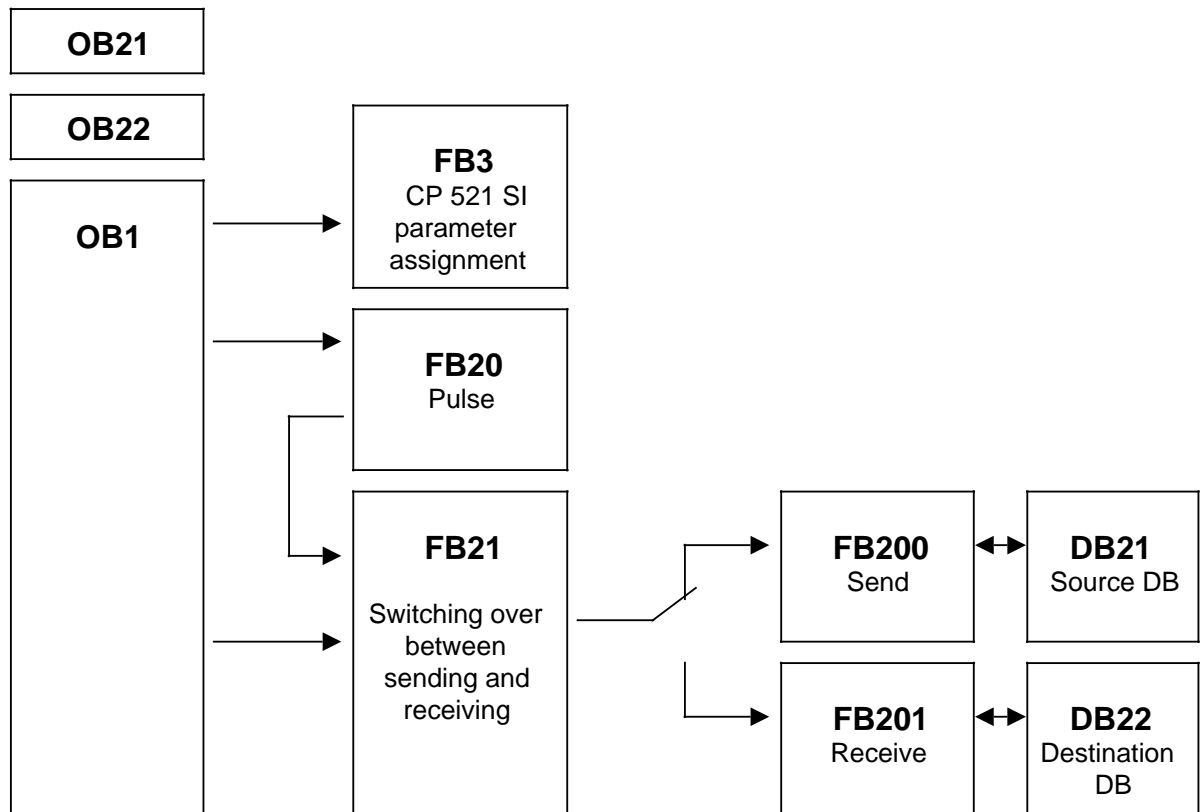 OB21
OB22
OB1
FB3
CP 521 SI
parameter
assignment
FB20
Pulse
FB21
Switching over
between
sending and
receiving
FB200
Send
DB21
Source DB
FB201
Receive
DB22
Destination
DB